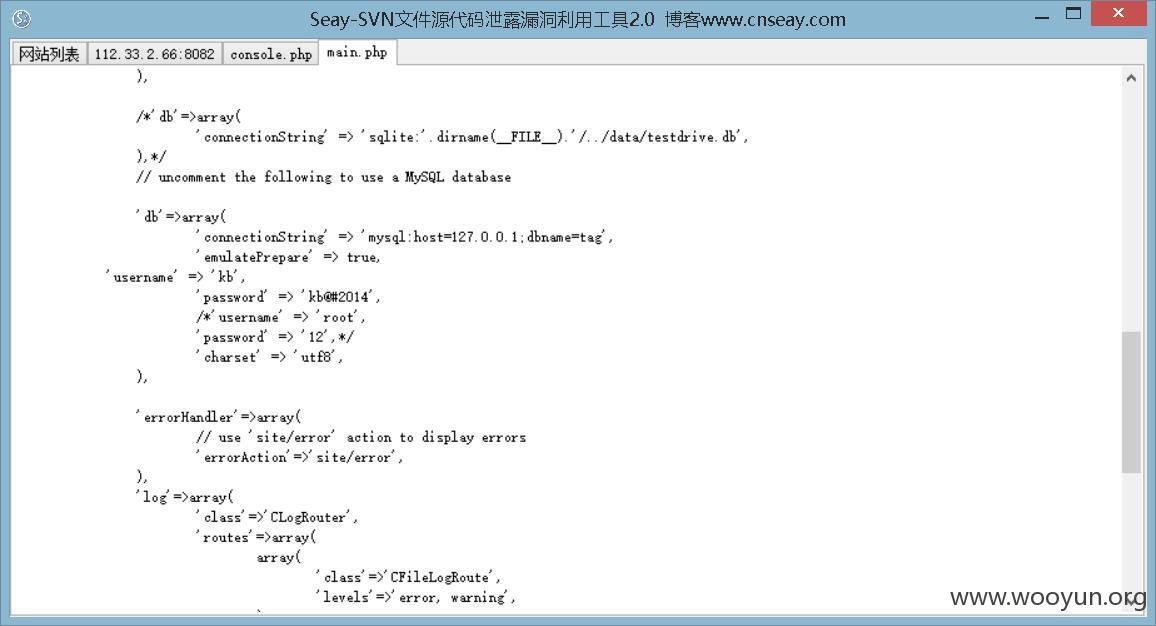 Seay-SVN文件源代码泄露漏洞利用工具2.0 博客www.cnseay.com
网站列表 112.33.2.66:8082 console.php main.php
),
/*'db'=>array(
'connectionString' => 'sqlite:'.dirname(__FILE__).'/../data/testdrive.db',
),*/
// uncomment the following to use a MySQL database
'db'=>array(
'connectionString' => 'mysql:host=127.0.0.1;dbname=tag',
'emulatePrepare' => true,
'username' => 'kb',
'password' => 'kb@#2014',
/*'username' => 'root',
'password' => '12',*/
'charset' => 'utf8',
),
'errorHandler'=>array(
// use 'site/error' action to display errors
'errorAction'=>'site/error',
),
'log'=>array(
'class'=>'CLogRouter',
'routes'=>array(
array(
'class'=>'CFileLogRoute',
'levels'=>'error, warning',
www.wooyun.org